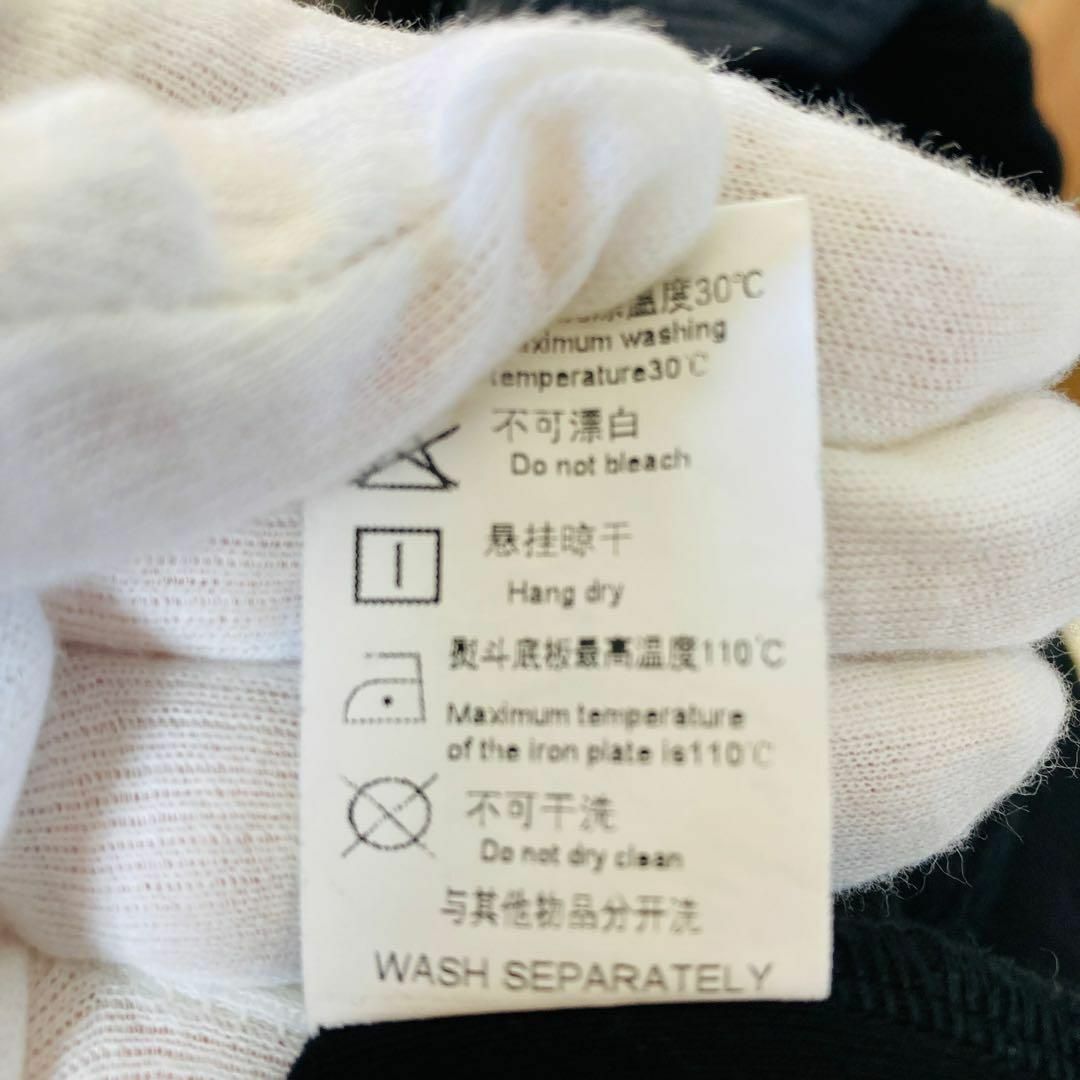 温度30℃
washing
temperature30℃
不可漂白
Do not bleach
悬挂晾干
Hang dry
熨斗底板最高温度110℃
Maximum temperature
of the iron plate is110℃
不可干洗
Do not dry clean
与其他物品分开洗
WASH SEPARATELY